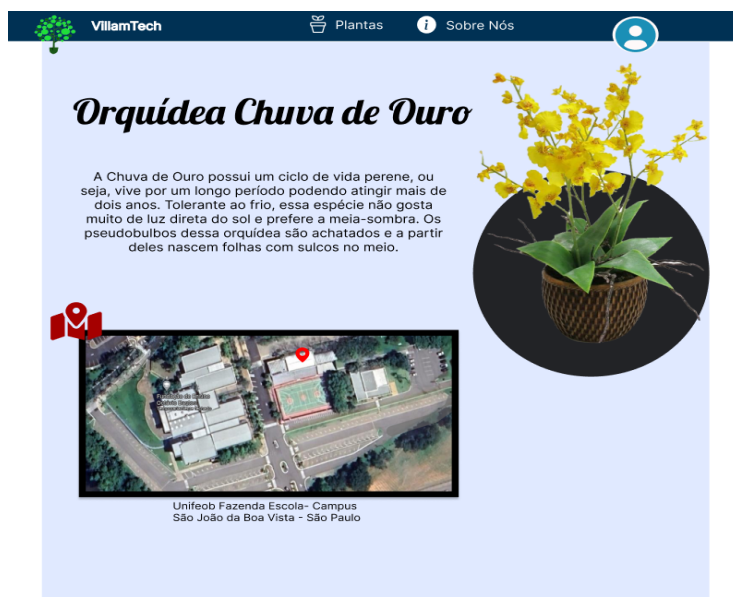 VillamTech
Plantas
Sobre Nós
Orquídea Chuva de Ouro
A Chuva de Ouro possui um ciclo de vida perene, ou
seja, vive por um longo período podendo atingir mais de
dois anos. Tolerante ao frio, essa espécie não gosta
muito de luz direta do sol e prefere a meia-sombra. Os
pseudobulbos dessa orquídea são achatados e a partir
deles nascem folhas com sulcos no meio.
Unifeob Fazenda Escola- Campus
São João da Boa Vista - São Paulo